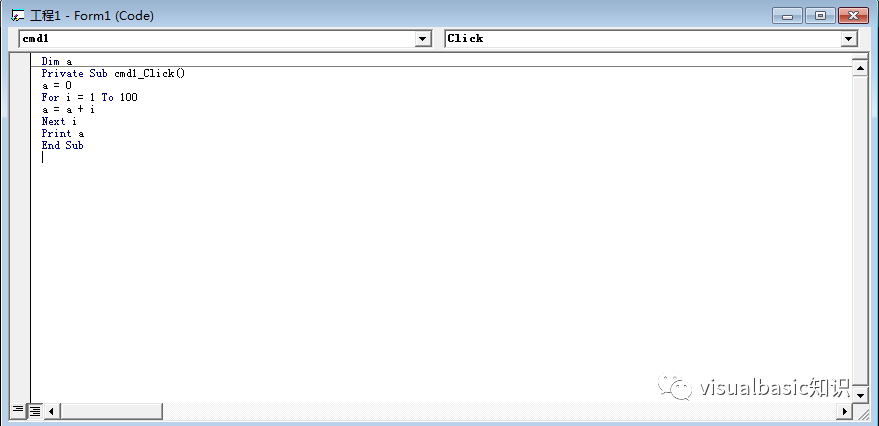 工程1 - Form1 (Code)
cmd1
Click
Dim a
Private Sub cmd1_Click()
a = 0
For i = 1 To 100
a = a + i
Next i
Print a
End Sub
visualbasic知识